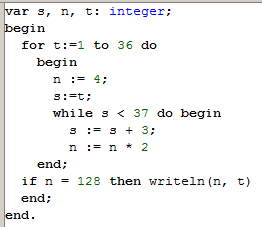 var s, n, t: integer;
begin
  for t:=1 to 36 do
    begin
      n := 4;
      s:=t;
      while s < 37 do begin
        s := s + 3;
        n := n * 2
    end;
  if n = 128 then writeln(n, t)
  end;
end.